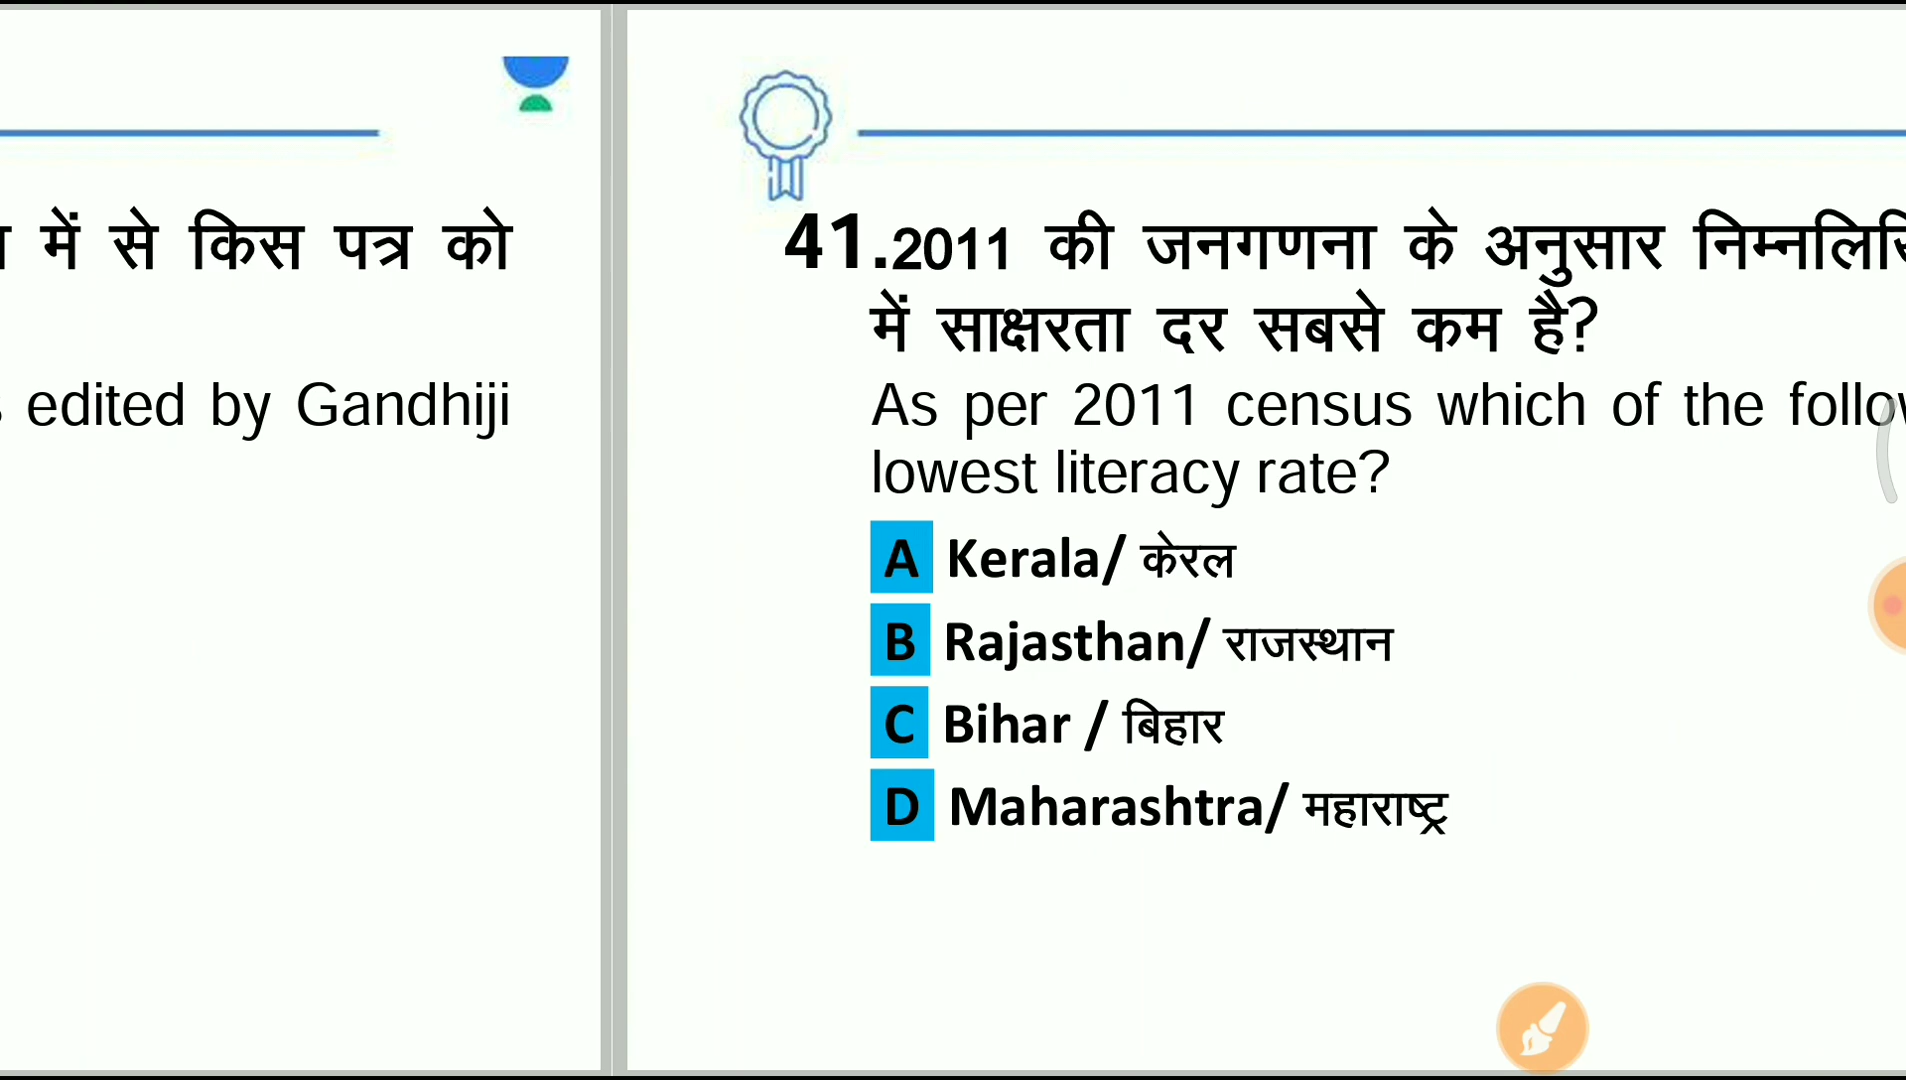 में से किस पत्र को
edited by Gandhiji
41.2011 की जनगणना के अनुसार
में साक्षरता दर सबसे कम है?
As per 2011 census which of the
lowest literacy rate?
A Kerala/ केरल
B Rajasthan/ राजस्थान
C Bihar / बिहार
D Maharashtra/ महाराष्ट्र